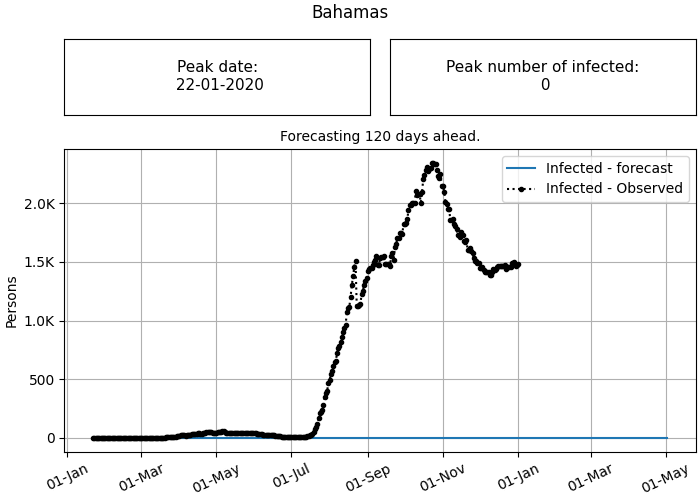 Bahamas
Peak date:
22-01-2020
Peak number of infected:
0
Forecasting 120 days ahead.
Infected - forecast
Infected - Observed
Persons
2.0K
1.5K
1.0K
500
0
01-Jan
01-Mar
01-May
01-Jul
01-Sep
01-Nov
01-Jan
01-Mar
01-May